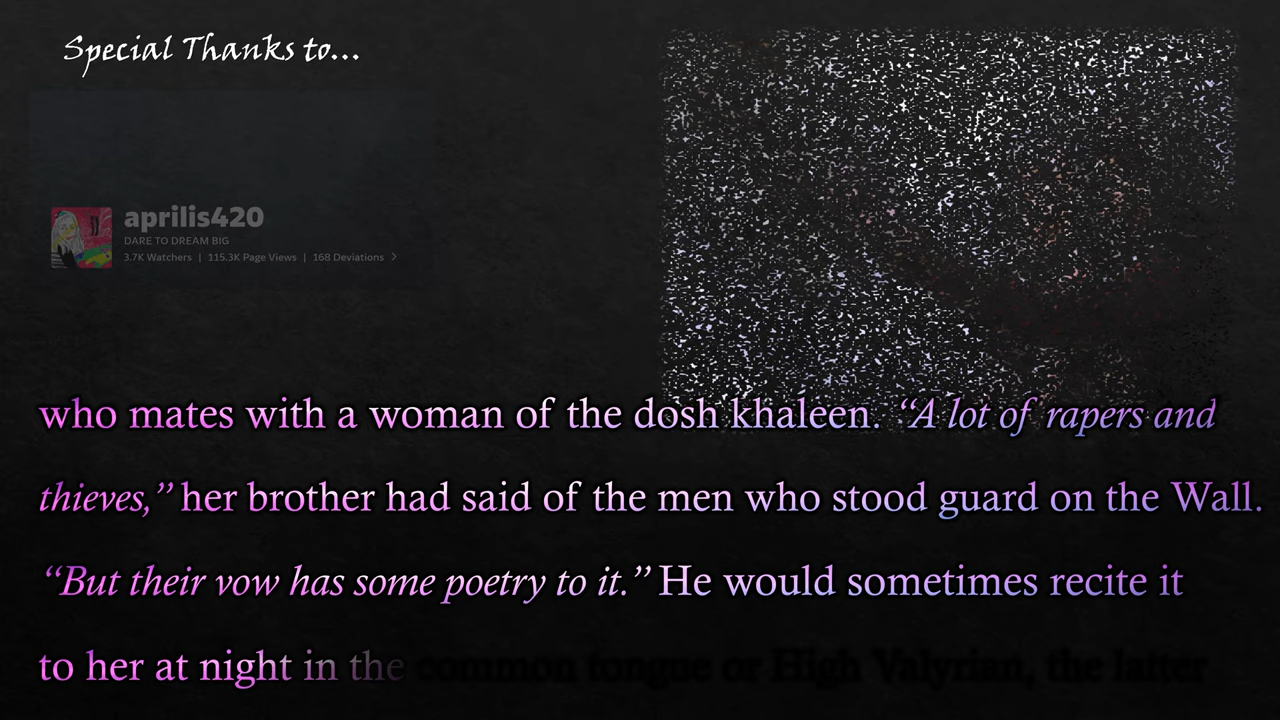 Special Thanks to...
aprilis420
DARE TO DREAM BIG
3.7K Watchers | 115.3K Page Views | 168 Deviations >
who mates with a woman of the dosh khaleen. “A lot of rapers and
thieves,” her brother had said of the men who stood guard on the Wall.
“But their vow has some poetry to it.” He would sometimes recite it
to her at night in the common tongue or High Valyrian, the latter